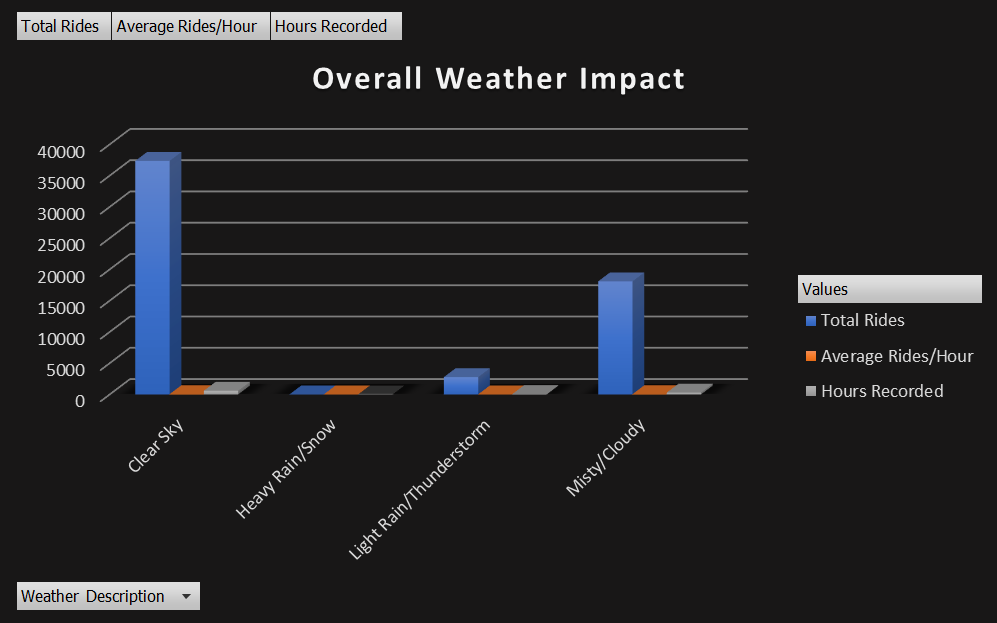 Total Rides Average Rides/Hour Hours Recorded
Overall Weather Impact
40000
35000
30000
25000
20000
15000
10000
5000
0
Clear Sky
Heavy Rain/Snow
Light Rain/Thunderstorm
Misty/Cloudy
Values
Total Rides
Average Rides/Hour
Hours Recorded
Weather Description